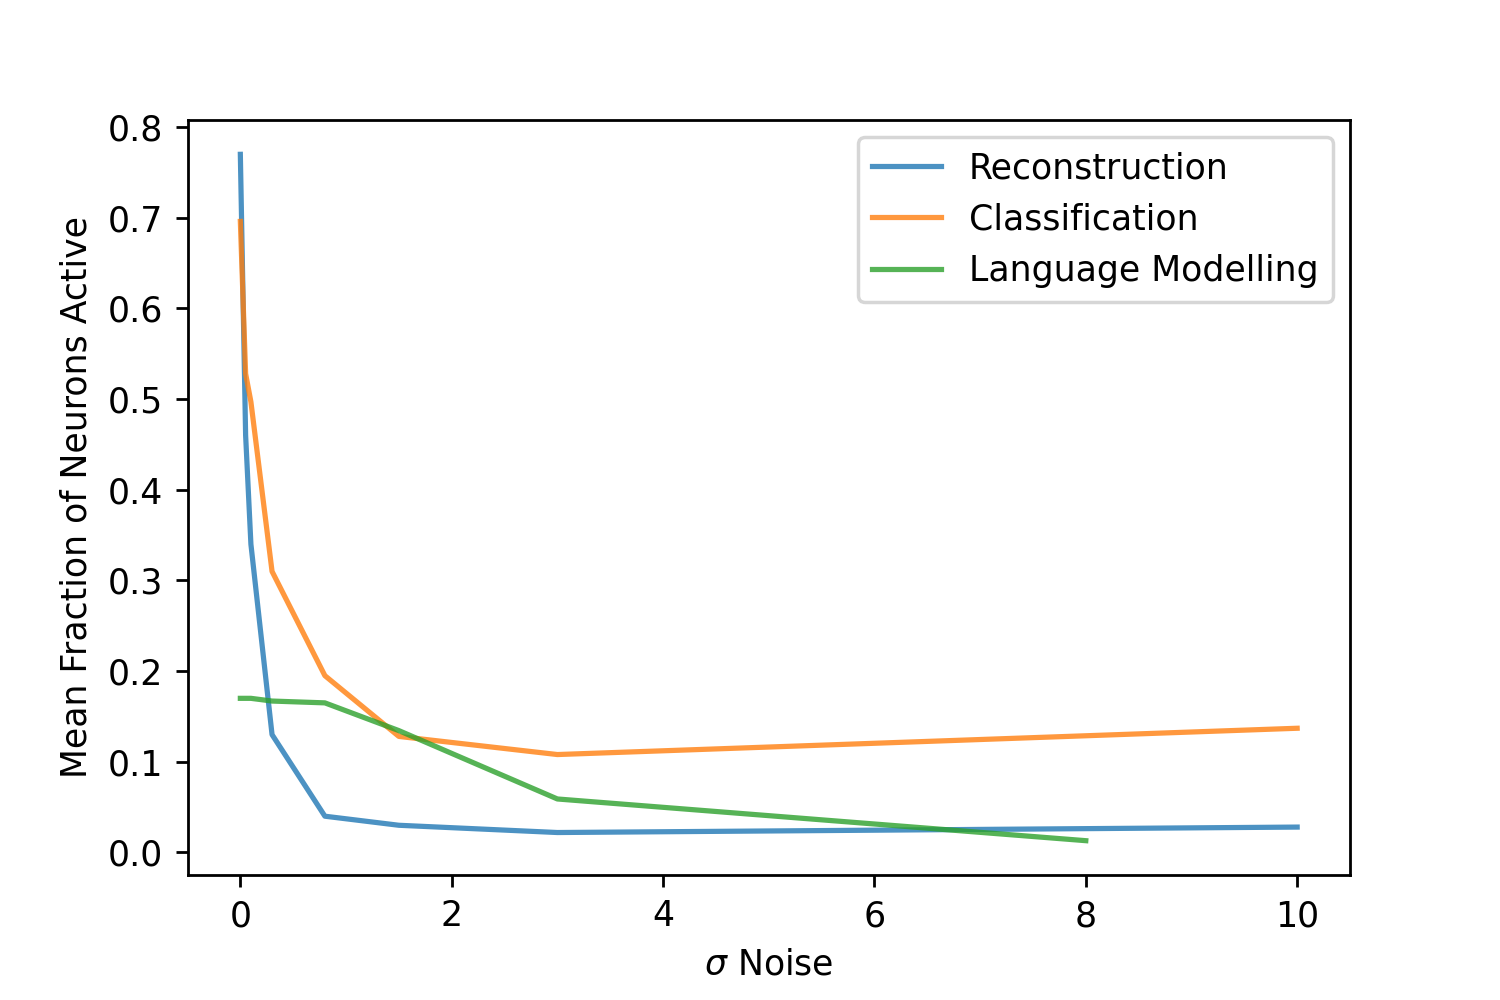 Reconstruction
Classification
Language Modelling
Mean Fraction of Neurons Active
0.8
0.7
0.6
0.5
0.4
0.3
0.2
0.1
0.0
0 2 4 6 8 10
σ Noise